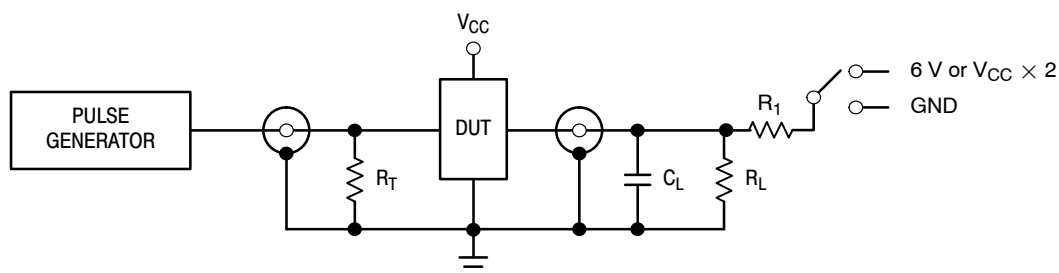 V_CC
PULSE
GENERATOR
R_T
DUT
C_L
R_L
R_1
6 V or V_CC × 2
GND